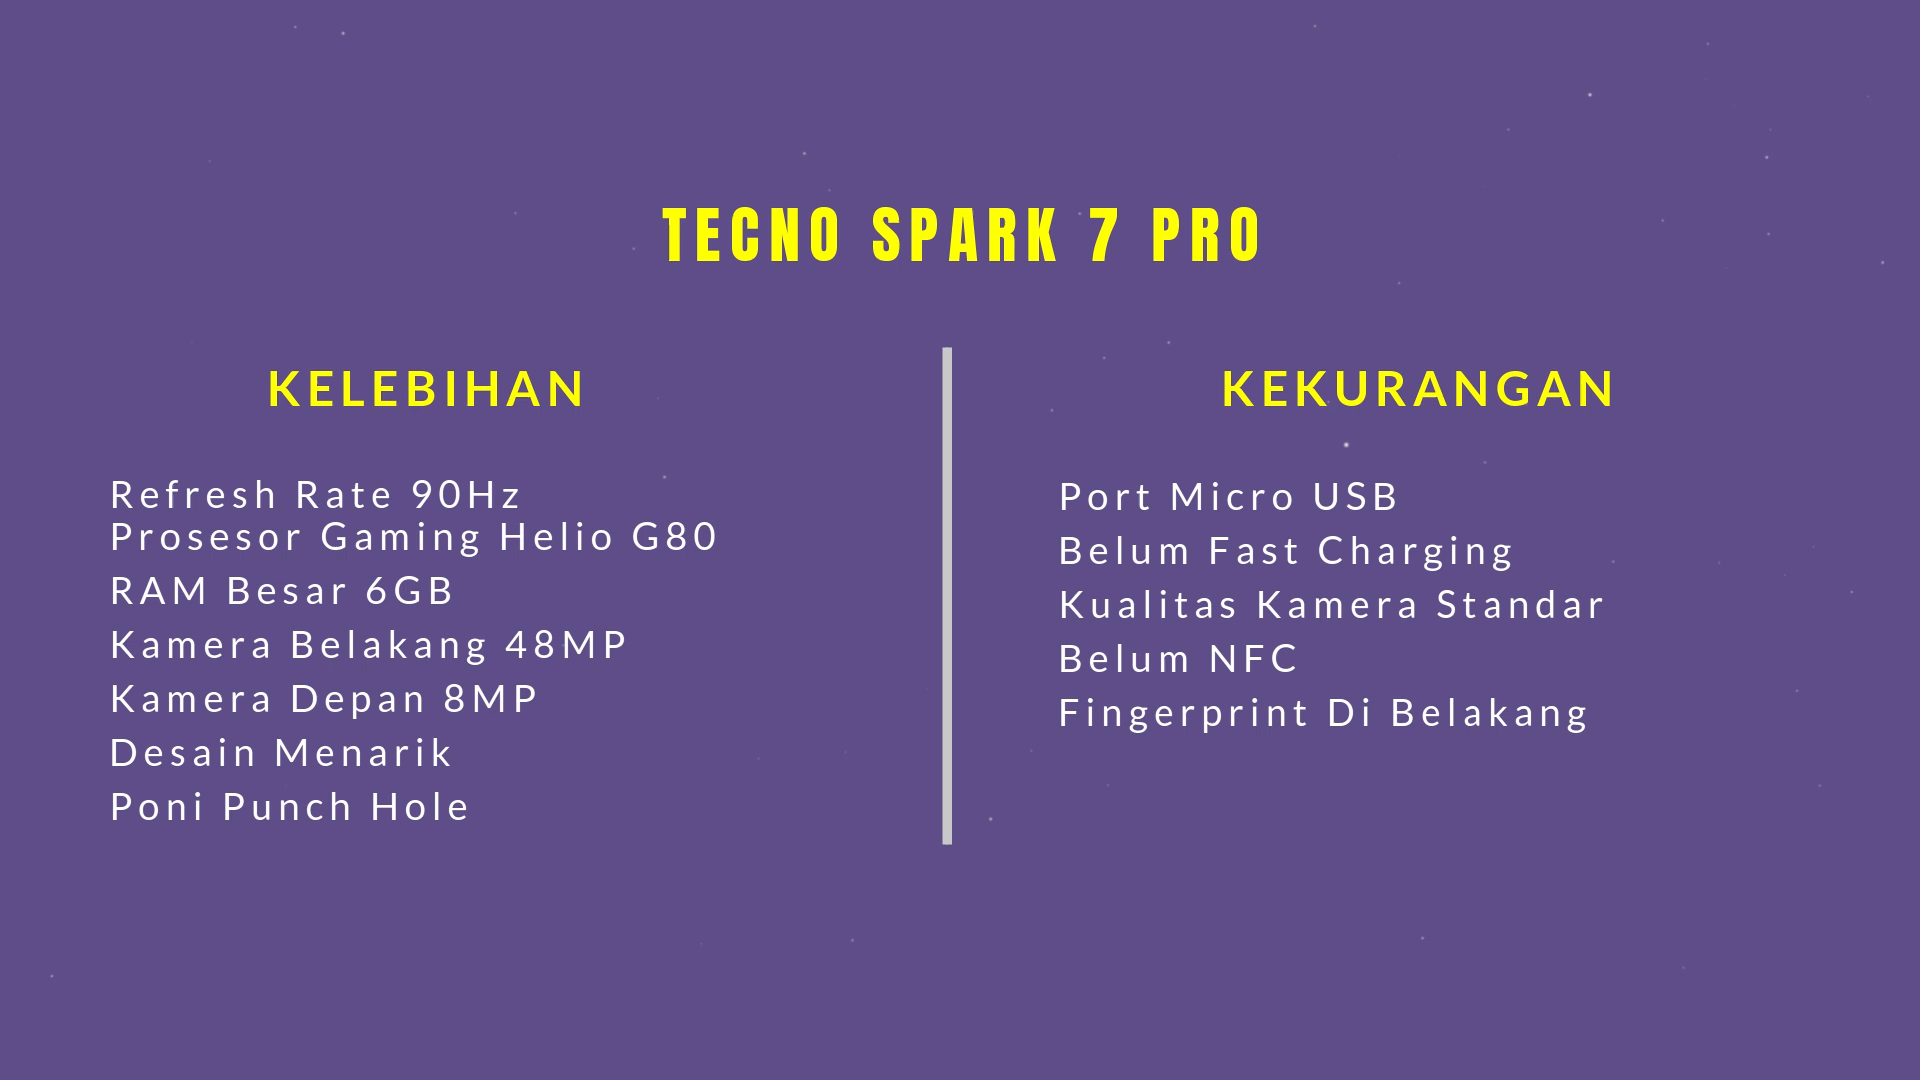 TECNO SPARK 7 PRO
KELEBIHAN
Refresh Rate 90Hz
Prosesor Gaming Helio G80
RAM Besar 6GB
Kamera Belakang 48MP
Kamera Depan 8MP
Desain Menarik
Poni Punch Hole
KEKURANGAN
Port Micro USB
Belum Fast Charging
Kualitas Kamera Standar
Belum NFC
Fingerprint Di Belakang